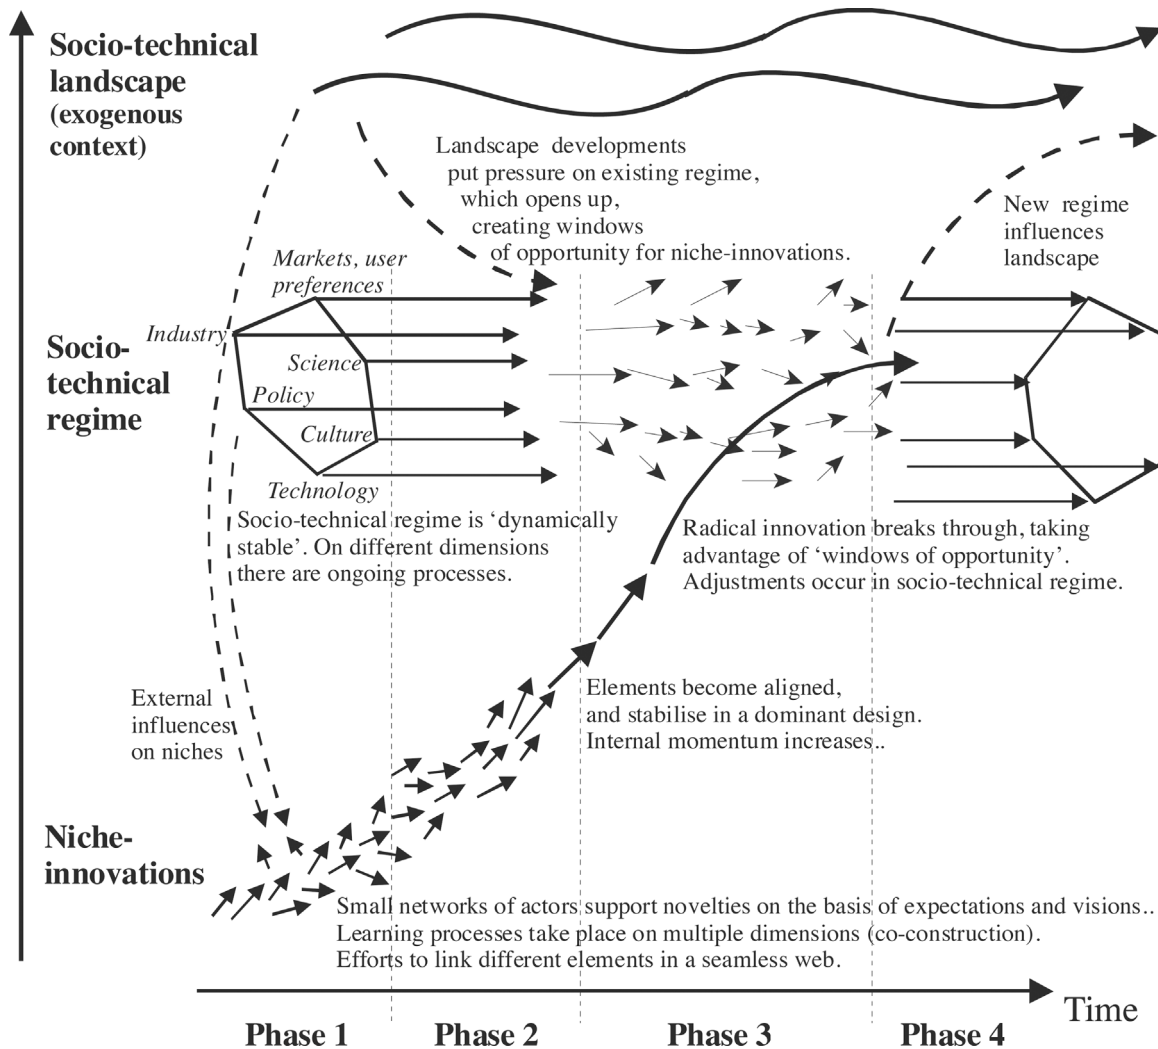 Socio-technical
landscape
(exogenous
context)
Landscape developments
put pressure on existing regime,
which opens up,
creating windows
of opportunity for niche-innovations.
New regime
influences
landscape
Markets, user
preferences
Industry
Science
Policy
Culture
Technology
Socio-
technical
regime
Socio-technical regime is ‘dynamically
stable’. On different dimensions
there are ongoing processes.
Radical innovation breaks through, taking
advantage of ‘windows of opportunity’.
Adjustments occur in socio-technical regime.
External
influences
on niches
Elements become aligned,
and stabilise in a dominant design.
Internal momentum increases..
Niche-
innovations
Small networks of actors support novelties on the basis of expectations and visions..
Learning processes take place on multiple dimensions (co-construction).
Efforts to link different elements in a seamless web.
Time
Phase 1
Phase 2
Phase 3
Phase 4